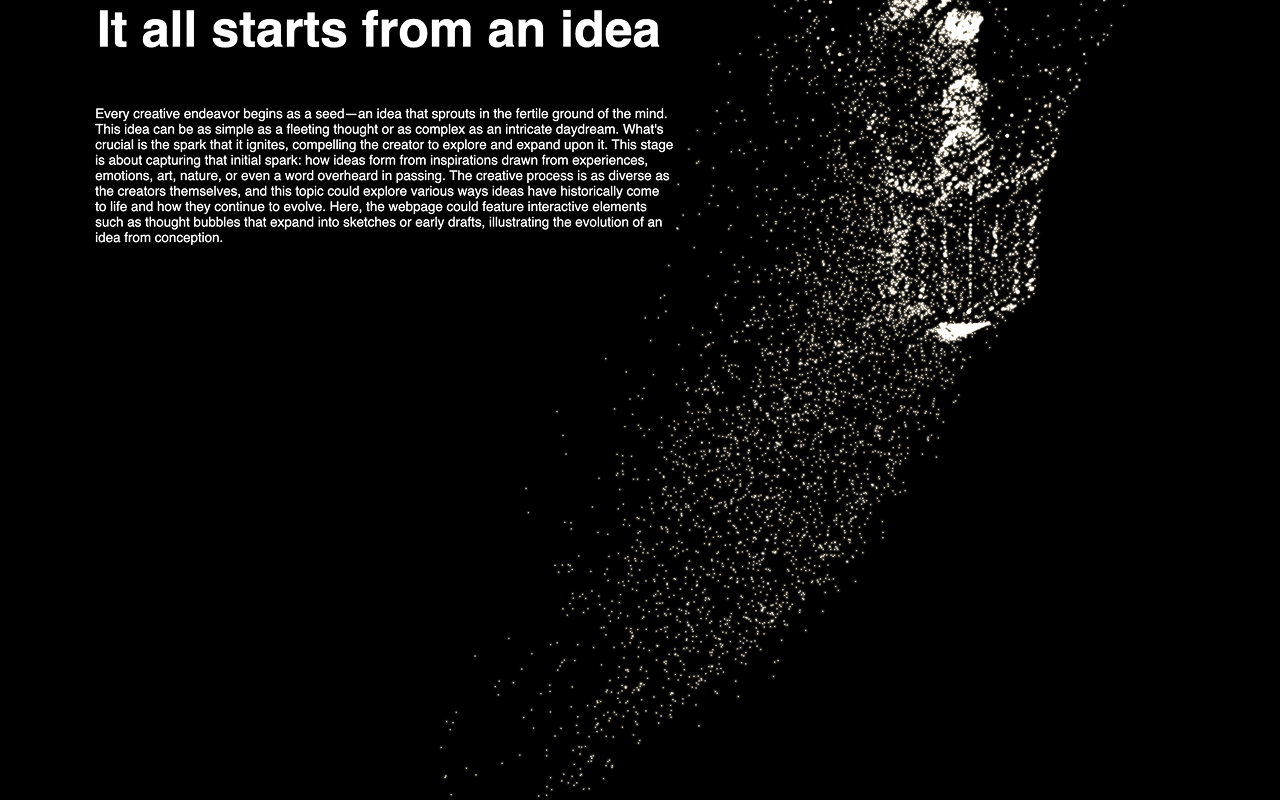 It all starts from an idea
Every creative endeavor begins as a seed—an idea that sprouts in the fertile ground of the mind.
This idea can be as simple as a fleeting thought or as complex as an intricate daydream. What's
crucial is the spark that it ignites, compelling the creator to explore and expand upon it. This stage
is about capturing that initial spark: how ideas form from inspirations drawn from experiences,
emotions, art, nature, or even a word overheard in passing. The creative process is as diverse as
the creators themselves, and this topic could explore various ways ideas have historically come
to life and how they continue to evolve. Here, the webpage could feature interactive elements
such as thought bubbles that expand into sketches or early drafts, illustrating the evolution of an
idea from conception.